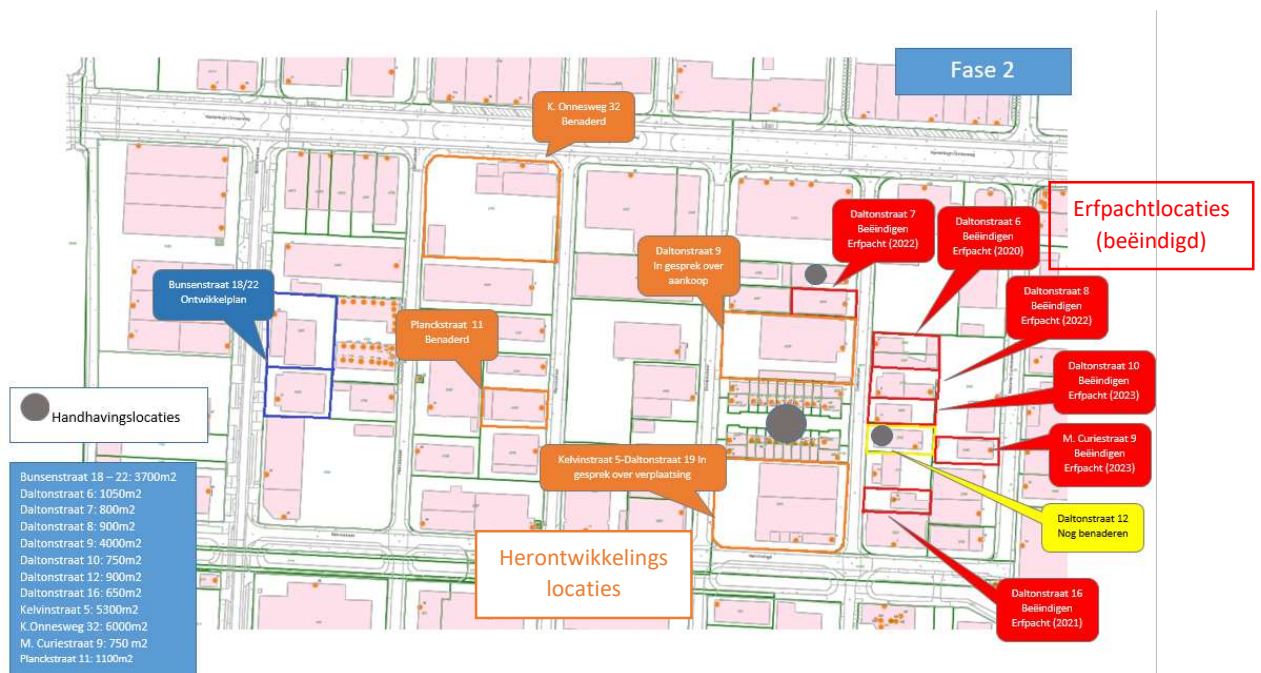 Fase 2
K. Onnesweg 32
Benaderd
Erfpachtlocaties
(beëindigd)
Daltonstraat 7
Beëindigen
Erfpacht (2022)
Daltonstraat 6
Beëindigen
Erfpacht (2020)
Daltonstraat 9
In gesprek over
aankoop
Bunsenstraat 18/22
Ontwikkelplan
Daltonstraat 8
Beëindigen
Erfpacht (2022)
Planckstraat 11
Benaderd
Daltonstraat 10
Beëindigen
Erfpacht (2023)
Handhavingslocaties
M. Curiestraat 9
Beëindigen
Erfpacht (2023)
Kelvinstraat 5-Daltonstraat 19 In
gesprek over verplaatsing
Daltonstraat 12
Nog benaderen
Herontwikkelings
locaties
Daltonstraat 16
Beëindigen
Erfpacht (2021)
Bunsenstraat 18 – 22: 3700m2
Daltonstraat 6: 1050m2
Daltonstraat 7: 800m2
Daltonstraat 8: 900m2
Daltonstraat 9: 4000m2
Daltonstraat 10: 750m2
Daltonstraat 12: 900m2
Daltonstraat 16: 650m2
Kelvinstraat 5: 5300m2
K.Onnesweg 32: 6000m2
M. Curiestraat 9: 750 m2
Planckstraat 11: 1100m2